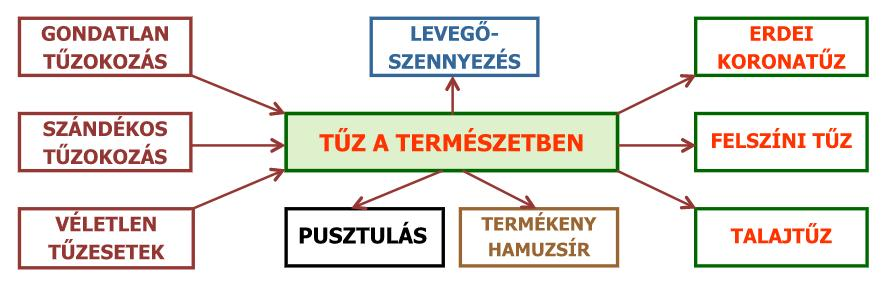 GONDATLAN
TŰZOKOZÁS
LEVEGŐ-
SZENNYEZÉS
ERDEI
KORONATŰZ
SZÁNDÉKOS
TŰZOKOZÁS
TŰZ A TERMÉSZETBEN
FELSZÍNI TŰZ
VÉLETLEN
TŰZESETEK
PUSZTULÁS
TERMÉKENY
HAMUZSÍR
TALAJTŰZ